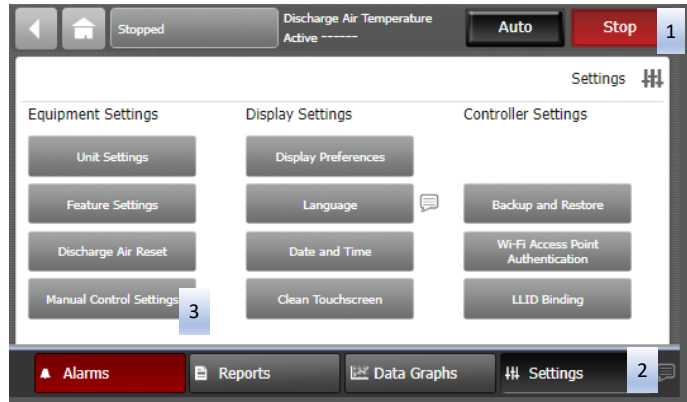 Stopped
Discharge Air Temperature
Active ------
Auto
Stop
1
Settings
Equipment Settings
Display Settings
Controller Settings
Unit Settings
Display Preferences
Feature Settings
Language
Backup and Restore
Discharge Air Reset
Date and Time
Wi-Fi Access Point
Authentication
Manual Control Settings
3
Clean Touchscreen
LLID Binding
Alarms
Reports
Data Graphs
Settings
2